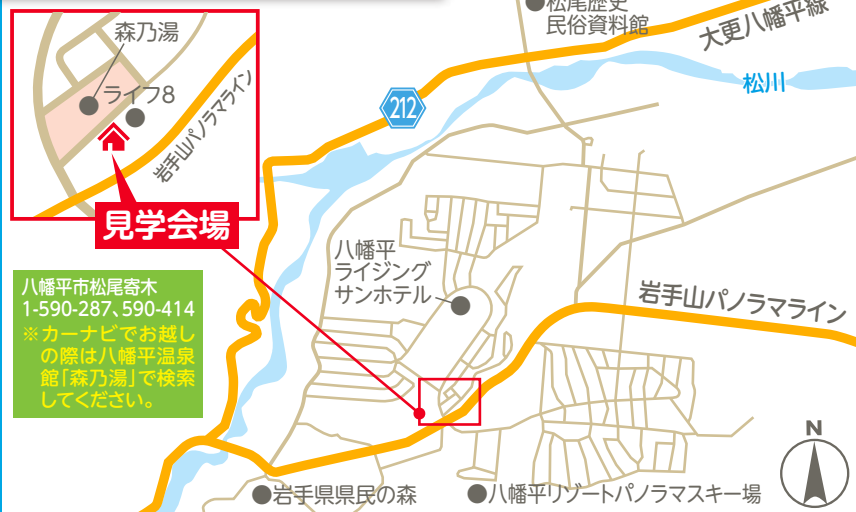 森乃湯
ライフ8
岩手山パノラマライン
見学会場
八幡平市松尾寄木
1-590-287、590-414
※カーナビでお越し
の際は八幡平温泉
館「森乃湯」で検索
してください。
松尾歴史
民俗資料館
大更八幡平線
松川
212
八幡平
ライジング
サンホテル
岩手山パノラマライン
岩手県県民の森
八幡平リゾートパノラマスキー場
N